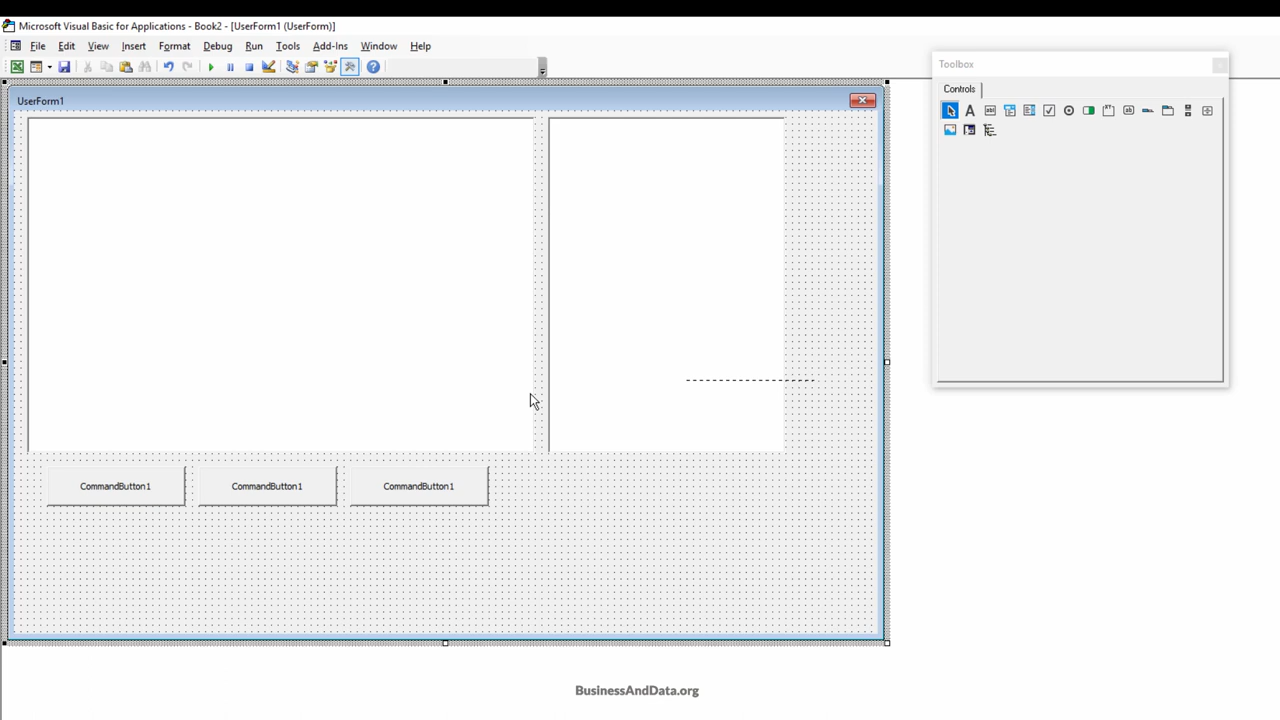 Microsoft Visual Basic for Applications - Book2 - [UserForm1 (UserForm)]
File Edit View Insert Format Debug Run Tools Add-Ins Window Help
Toolbox
Controls
UserForm1
CommandButton1 CommandButton1 CommandButton1
BusinessAndData.org